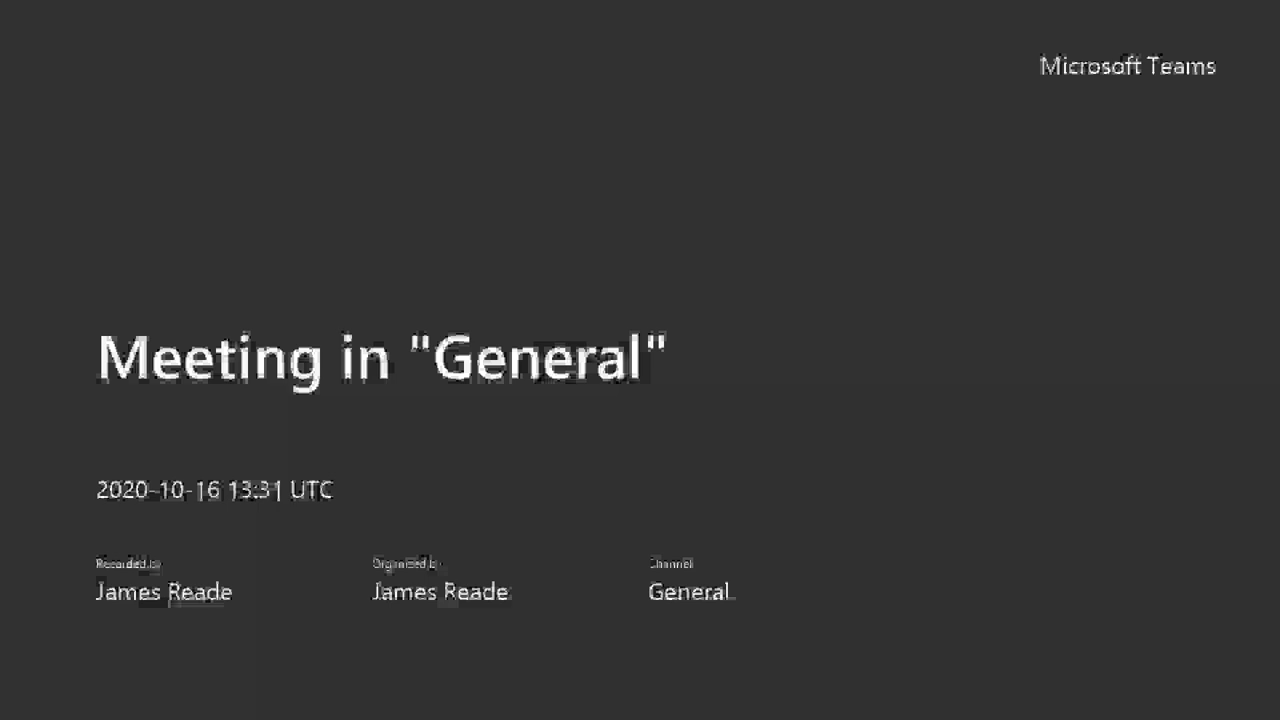 Microsoft Teams
Meeting in "General"
2020-10-16 13:31 UTC
Recorded by
Organized by
Channel
James Reade
James Reade
General